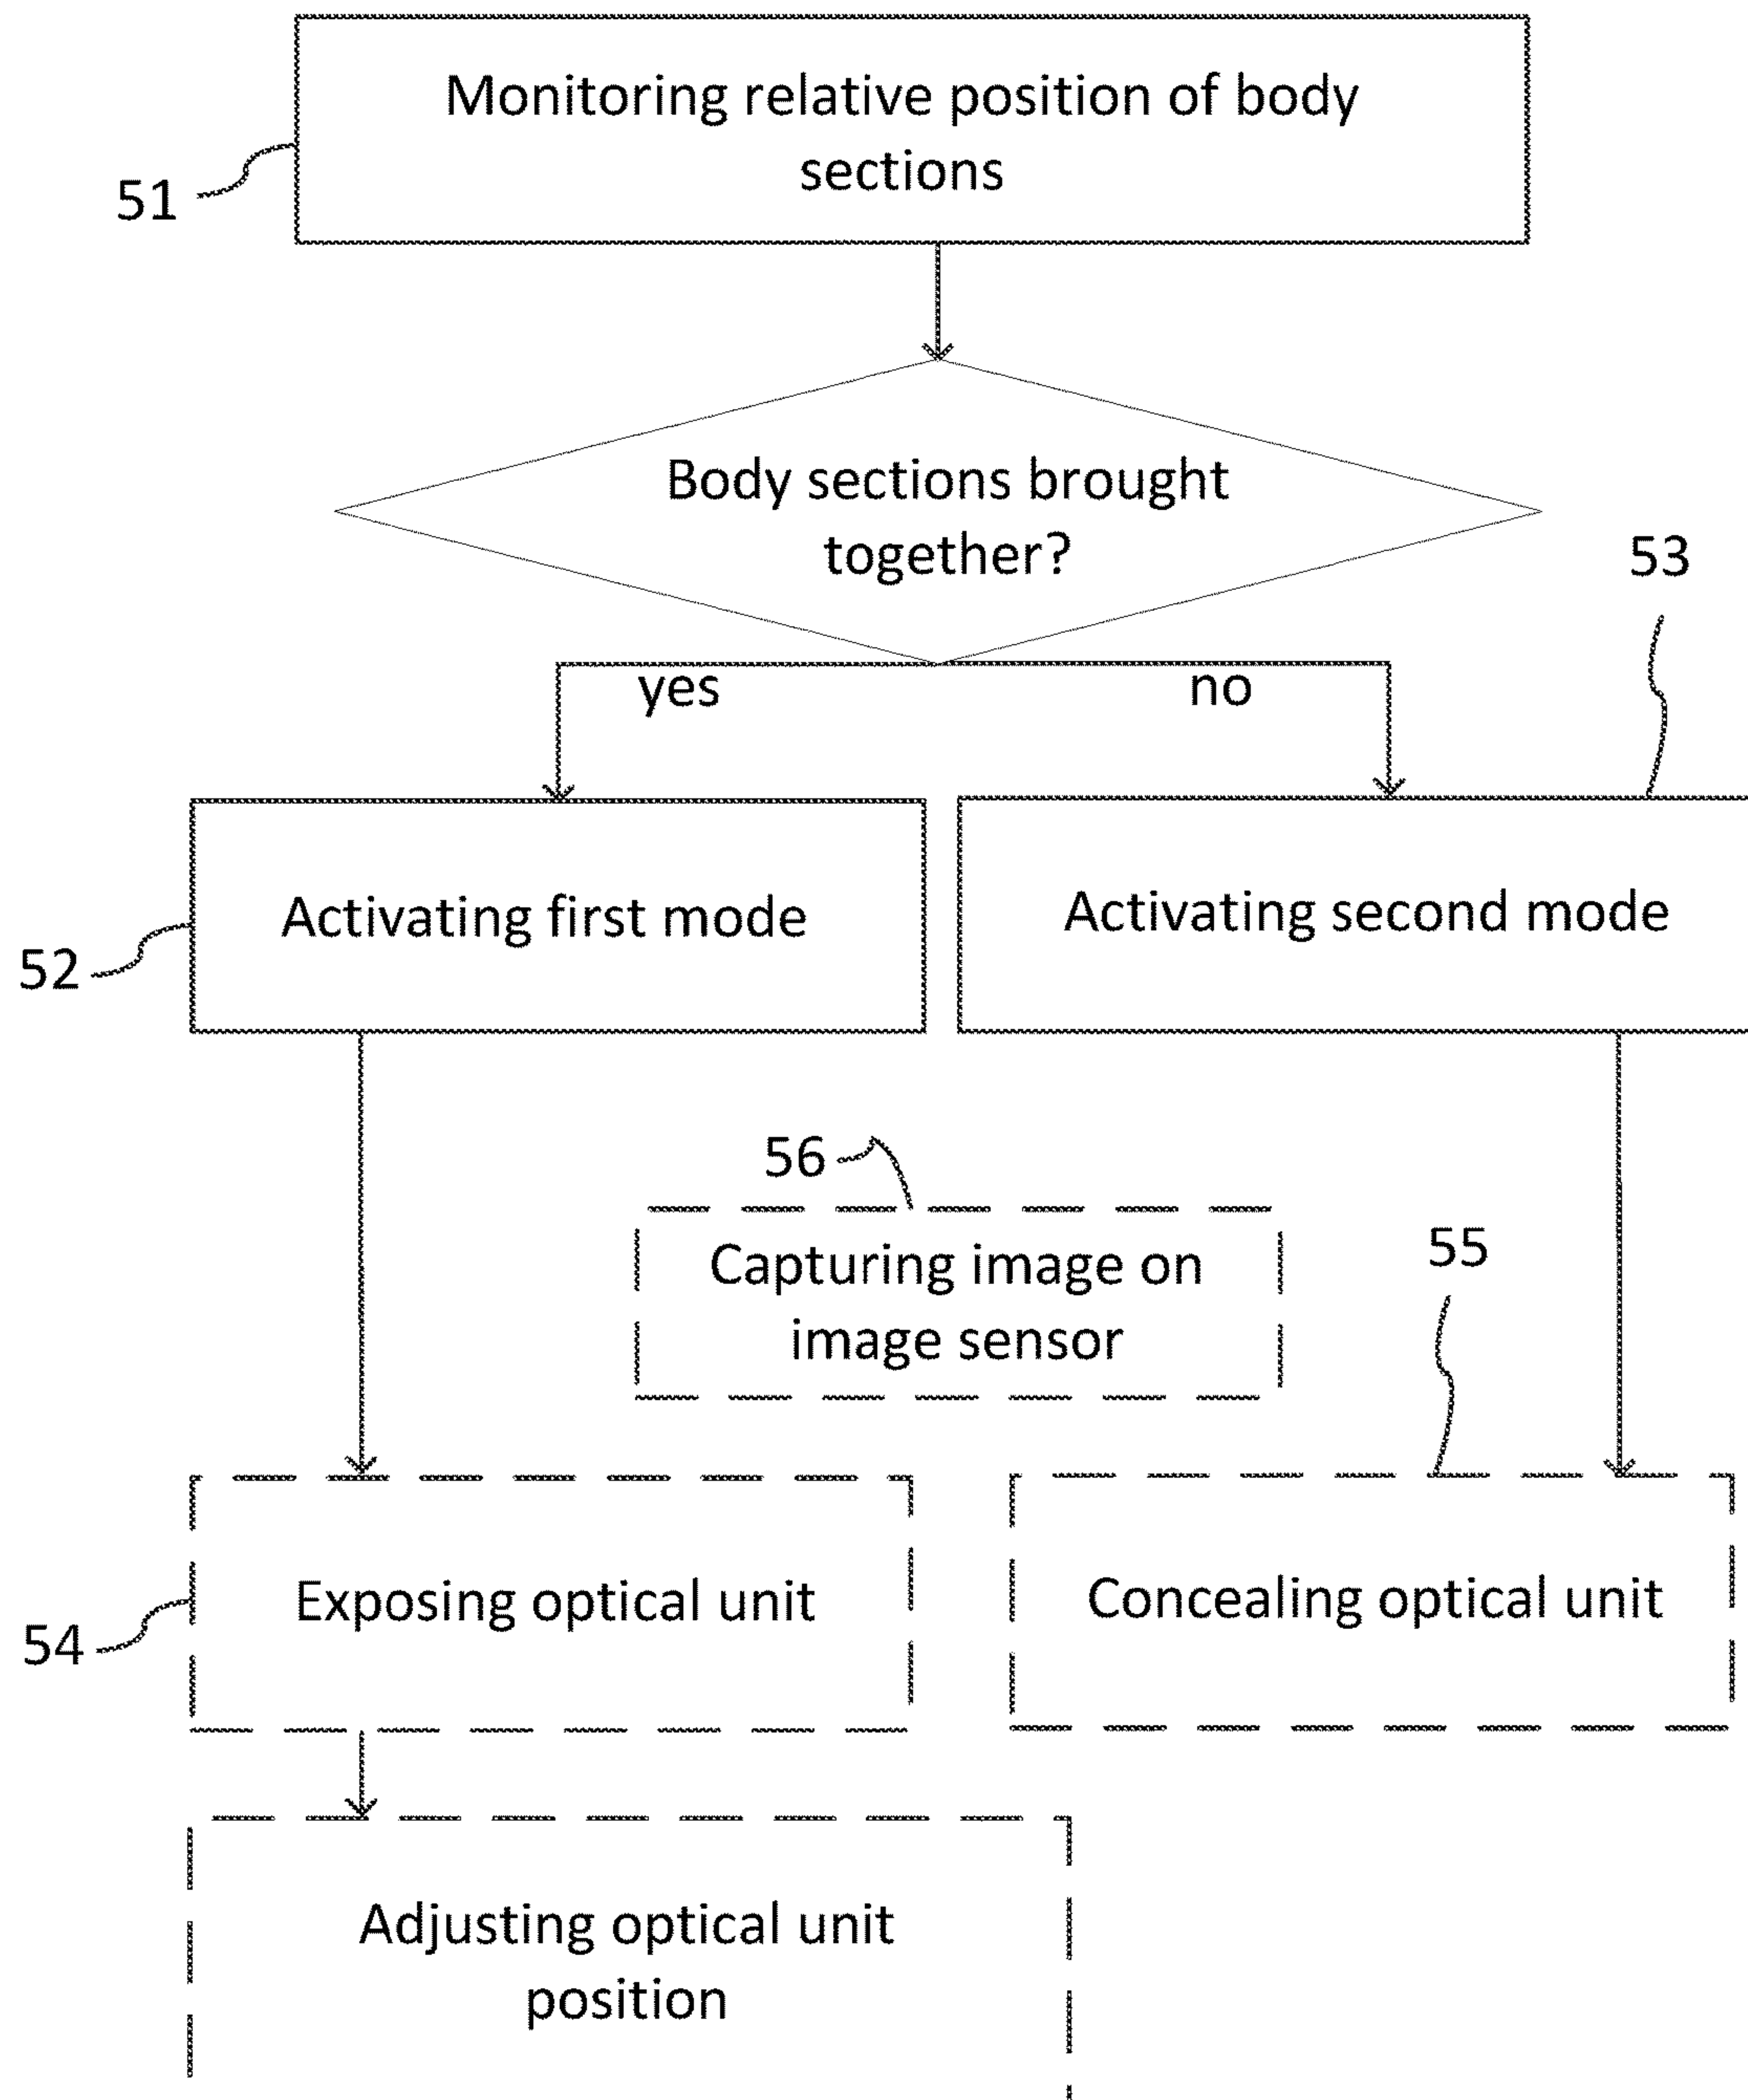 Monitoring relative position of body
sections
51
Body sections brought
together?
53
yes
no
Activating first mode
Activating second mode
52
56
Capturing image on
image sensor
55
Exposing optical unit
Concealing optical unit
54
Adjusting optical unit
position